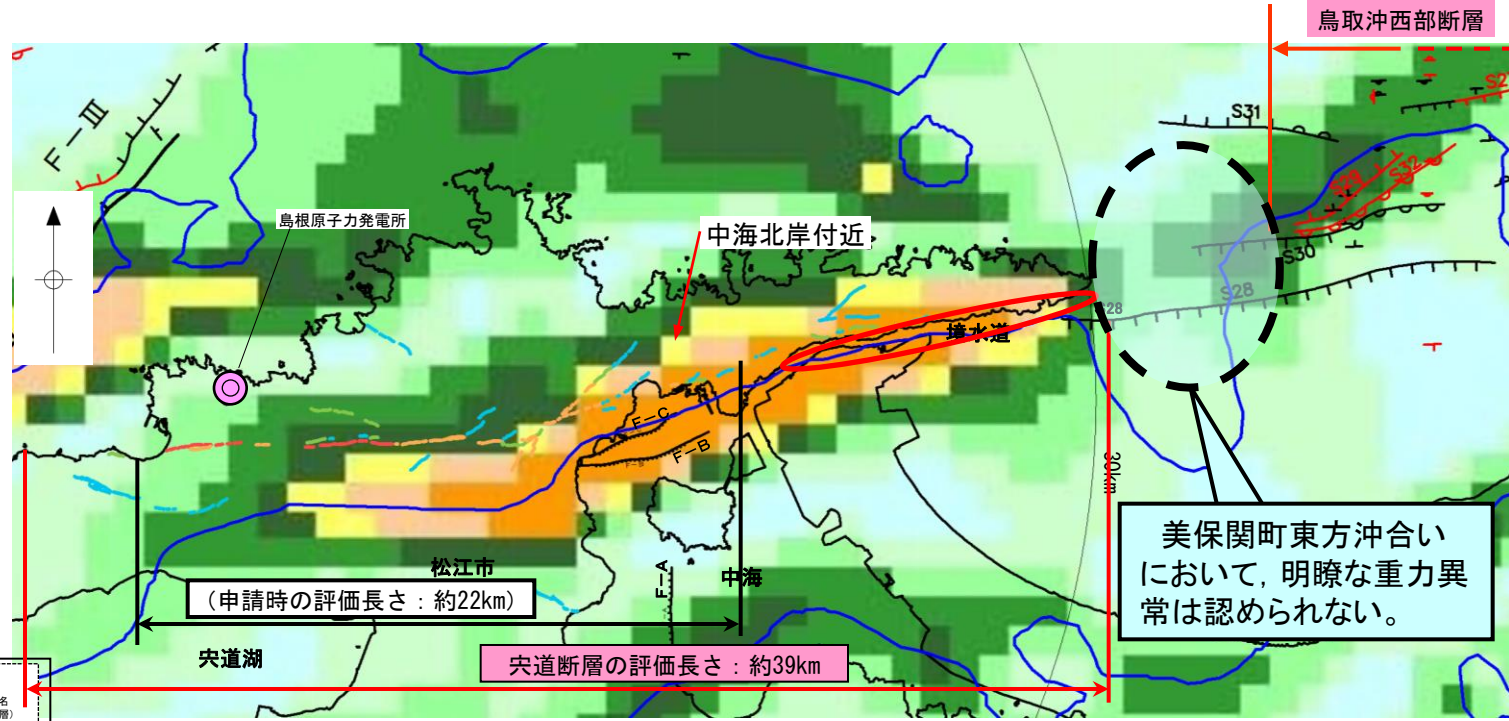 鳥取沖西部断層
F-Ⅲ
S31
S29
S32
島根原子力発電所
中海北岸付近
S30
S28
境水道
F-C
F-B
30km
美保関町東方沖合い
において，明瞭な重力異
常は認められない。
松江市
F-A
中海
（申請時の評価長さ：約22km）
宍道湖
宍道断層の評価長さ：約39km